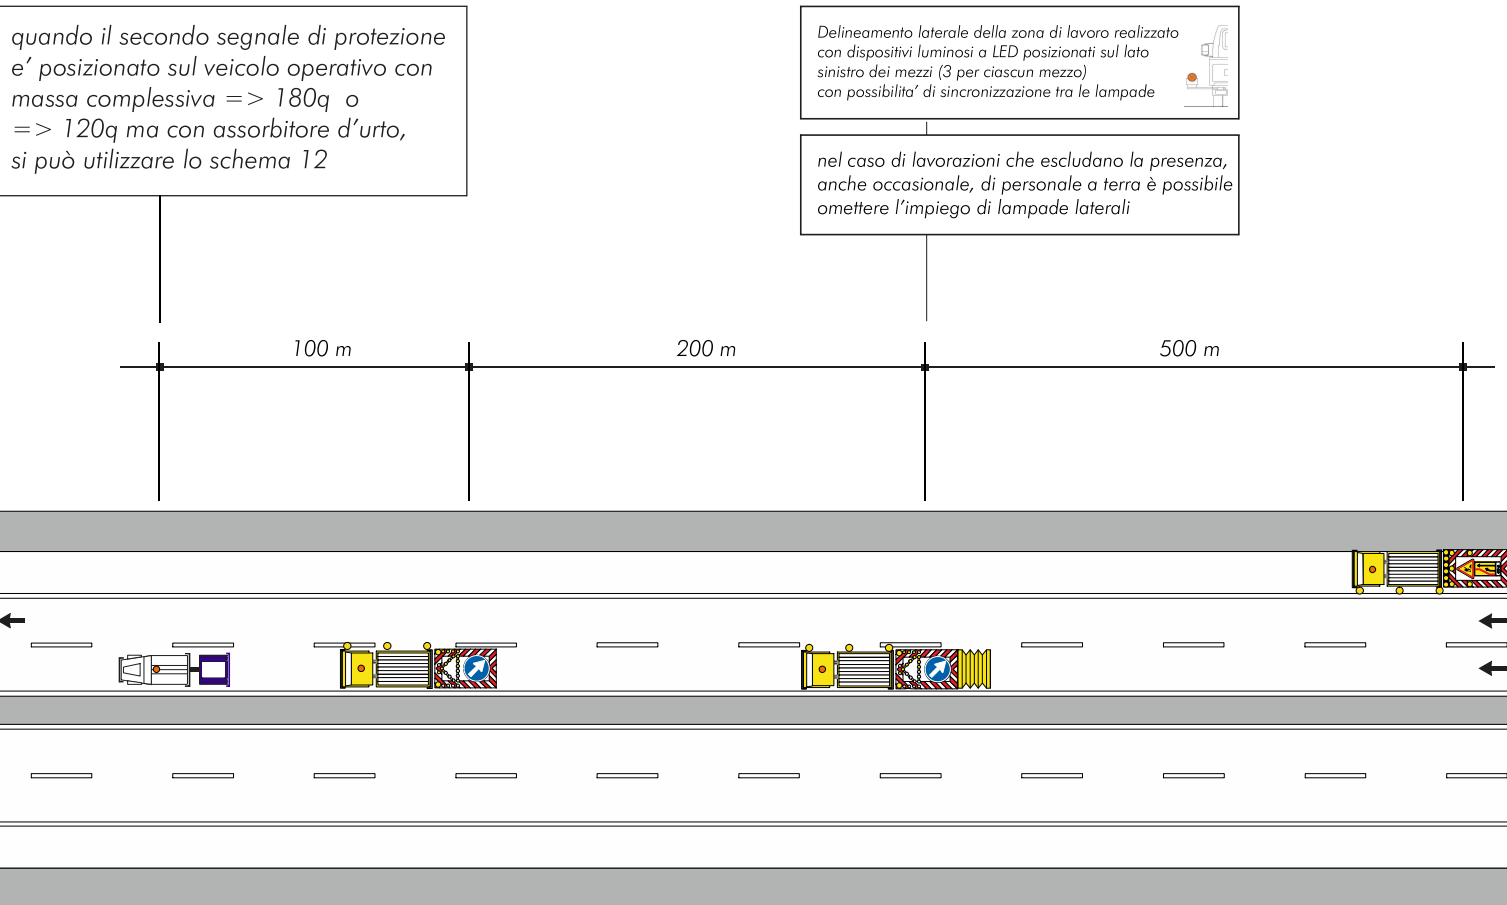 quando il secondo segnale di protezione
e' posizionato sul veicolo operativo con
massa complessiva => 180q o
=> 120q ma con assorbitore d'urto,
si può utilizzare lo schema 12
Delineamento laterale della zona di lavoro realizzato
con dispositivi luminosi a LED posizionati sul lato
sinistro dei mezzi (3 per ciascun mezzo)
con possibilita' di sincronizzazione tra le lampade
nel caso di lavorazioni che escludano la presenza,
anche occasionale, di personale a terra è possibile
omettere l'impiego di lampade laterali
100 m
200 m
500 m